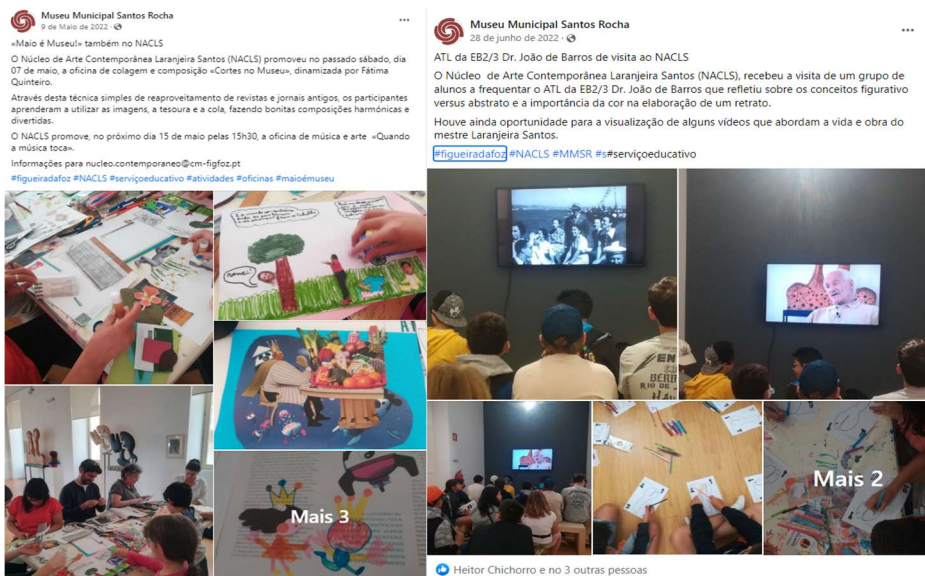 Museu Municipal Santos Rocha
9 de Maio de 2022 ·
«Maio é Museu!» também no NACLS
O Núcleo de Arte Contemporânea Laranjeira Santos (NACLS) promoveu no passado sábado, dia
07 de maio, a oficina de colagem e composição «Cortes no Museu», dinamizada por Fátima
Quinteiro.
Através desta técnica simples de reaproveitamento de revistas e jornais antigos, os participantes
aprenderam a utilizar as imagens, a tesoura e a cola, fazendo bonitas composições harmónicas e
divertidas.
O NACLS promove, no próximo dia 15 de maio pelas 15h30, a oficina de música e arte «Quando
a música toca».
Informações para nucleo.contemporaneo@cm-figfoz.pt
#figueiradafoz #NACLS #serviçoeducativo #atividades #oficinas #maioémuseu
Mais 3
Museu Municipal Santos Rocha
28 de junho de 2022 ·
ATL da EB2/3 Dr. João de Barros de visita ao NACLS
O Núcleo de Arte Contemporânea Laranjeira Santos (NACLS), recebeu a visita de um grupo de
alunos a frequentar o ATL da EB2/3 Dr. João de Barros que refletiu sobre os conceitos figurativo
versus abstrato e a importância da cor na elaboração de um retrato.
Houve ainda oportunidade para a visualização de alguns vídeos que abordam a vida e obra do
mestre Laranjeira Santos.
#figueiradafoz #NACLS #MMSR #s#serviçoeducativo
Mais 2
Heitor Chichorro e no 3 outras pessoas